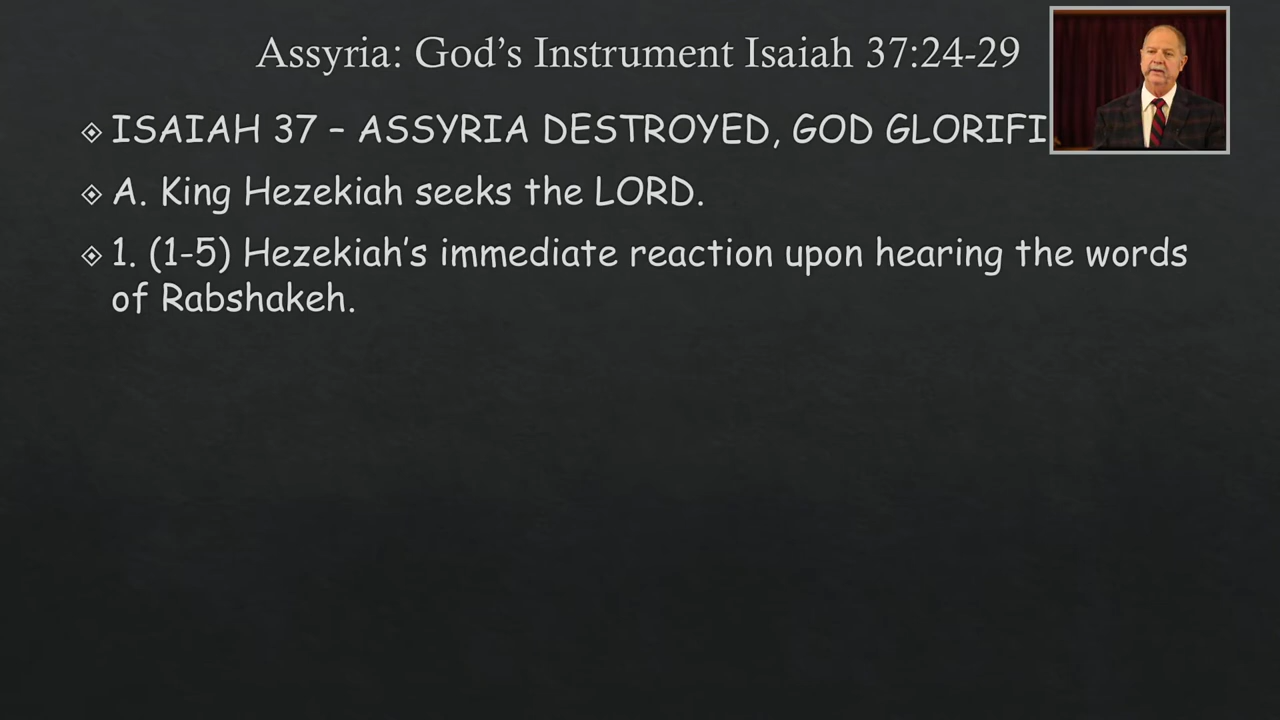 Assyria: God's Instrument Isaiah 37:24-29
ISAIAH 37 – ASSYRIA DESTROYED, GOD GLORIFI
A. King Hezekiah seeks the LORD.
1. (1-5) Hezekiah's immediate reaction upon hearing the words
of Rabshakeh.